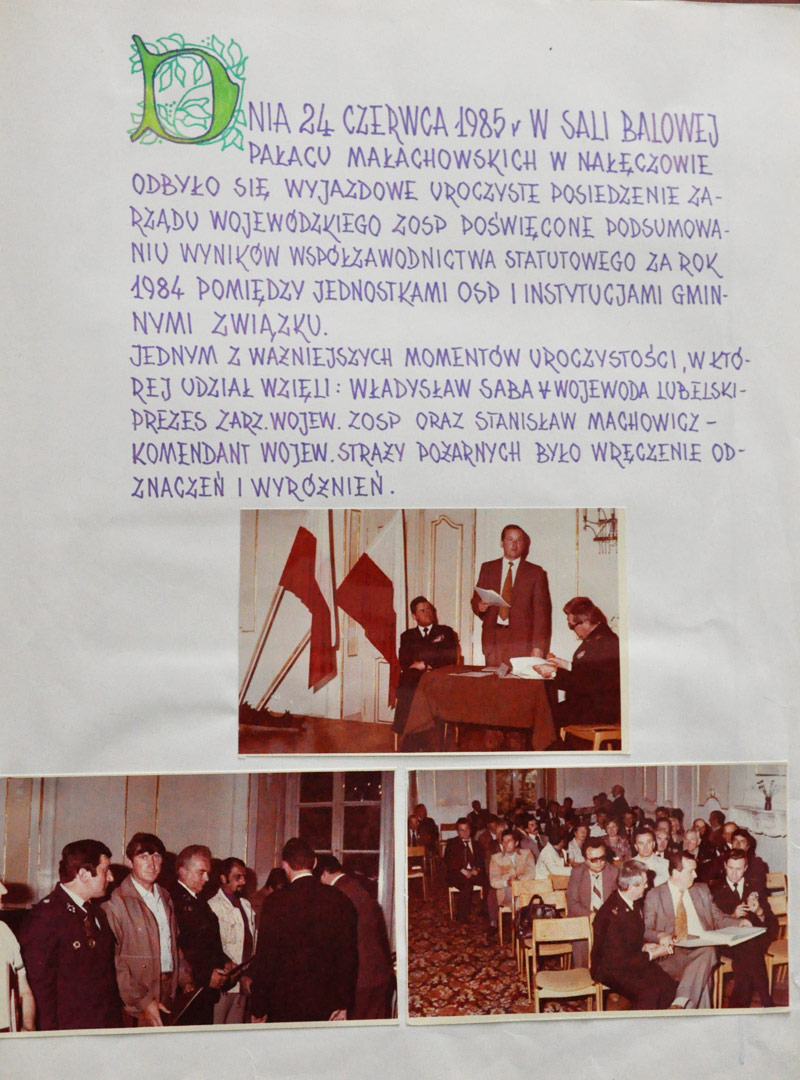 DNIA 24 CZERWCA 1985 r W SALI BALOWEJ
PAŁACU MAŁACHOWSKICH W NAŁĘCZOWIE
ODBYŁO SIĘ WYJAZDOWE UROCZYSTE POSIEDZENIE ZA-
RZĄDU WOJEWÓDZKIEGO ZOSP POŚWIĘCONE PODSUMOWA-
NIU WYNIKÓW WSPÓŁZAWODNICTWA STATUTOWEGO ZA ROK
1984 POMIĘDZY JEDNOSTKAMI OSP I INSTYTUCJAMI GMIN-
NYMI ZWIĄZKU.
JEDNYM Z WAŻNIEJSZYCH MOMENTÓW UROCZYSTOŚCI, W KTÓ-
REJ UDZIAŁ WZIĘLI: WŁADYSŁAW SABA WOJEWODA LUBELSKI-
PREZES ZARZ. WOJEW. ZOSP ORAZ STANISŁAW MACHOWICZ -
KOMENDANT WOJEW. STRAŻY POŻARNYCH BYŁO WRĘCZENIE OD-
ZNACZEŃ I WYRÓŻNIEŃ.